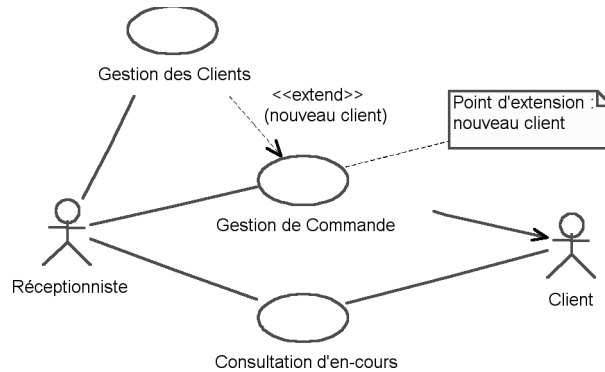 Gestion des Clients
<<extend>>
(nouveau client)
Point d'extension :
nouveau client
Gestion de Commande
Réceptionniste
Client
Consultation d'en-cours